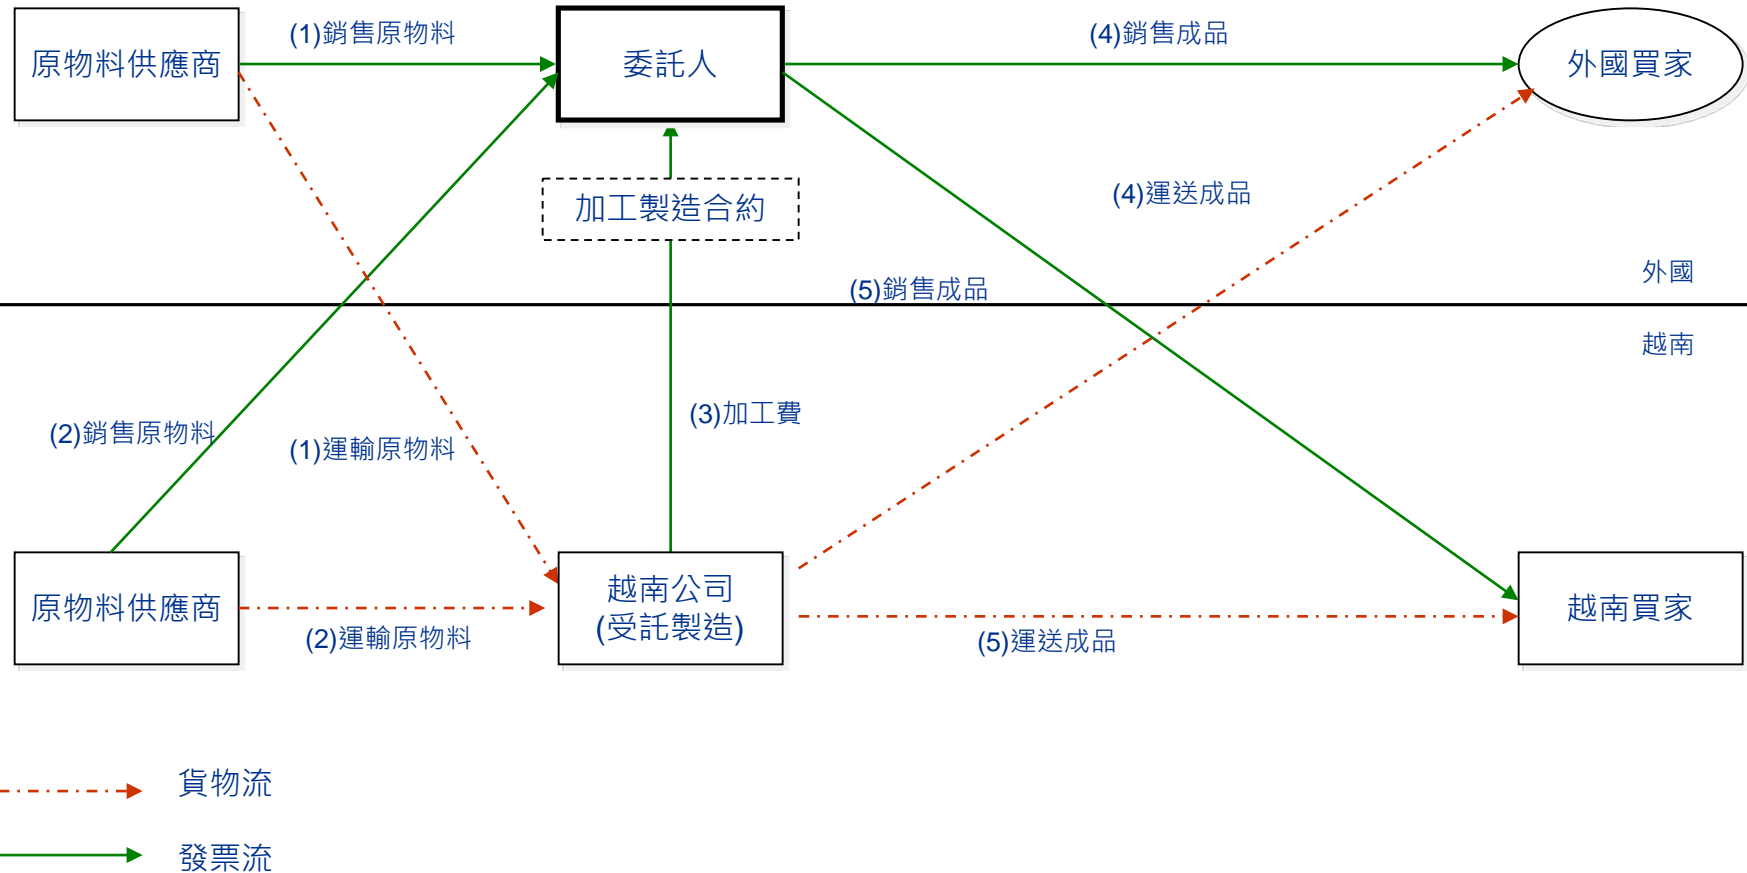 (1)銷售原物料
(4)銷售成品
原物料供應商
委託人
外國買家
(4)運送成品
加工製造合約
外國
(5)銷售成品
越南
(3)加工費
(2)銷售原物料
(1)運輸原物料
原物料供應商
越南公司
(受託製造)
越南買家
(2)運輸原物料
(5)運送成品
貨物流
發票流